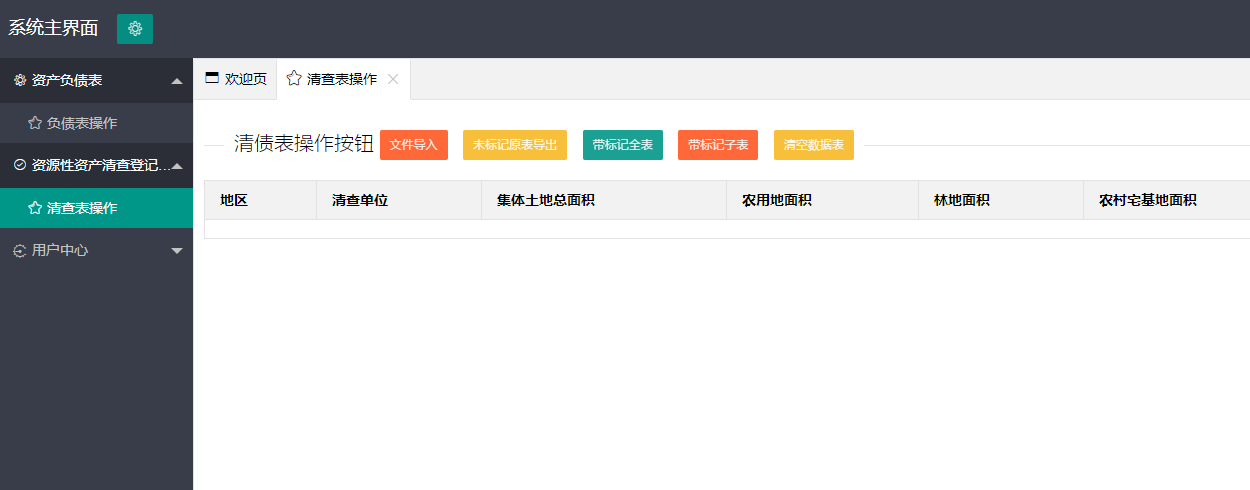 系统主界面
资产负债表
负债表操作
资源性资产清查登记...
清查表操作
用户中心
欢迎页 清查表操作
清债表操作按钮 文件导入 未标记原表导出 带标记全表 带标记子表 清空数据表
地区 清查单位 集体土地总面积 农用地面积 林地面积 农村宅基地面积